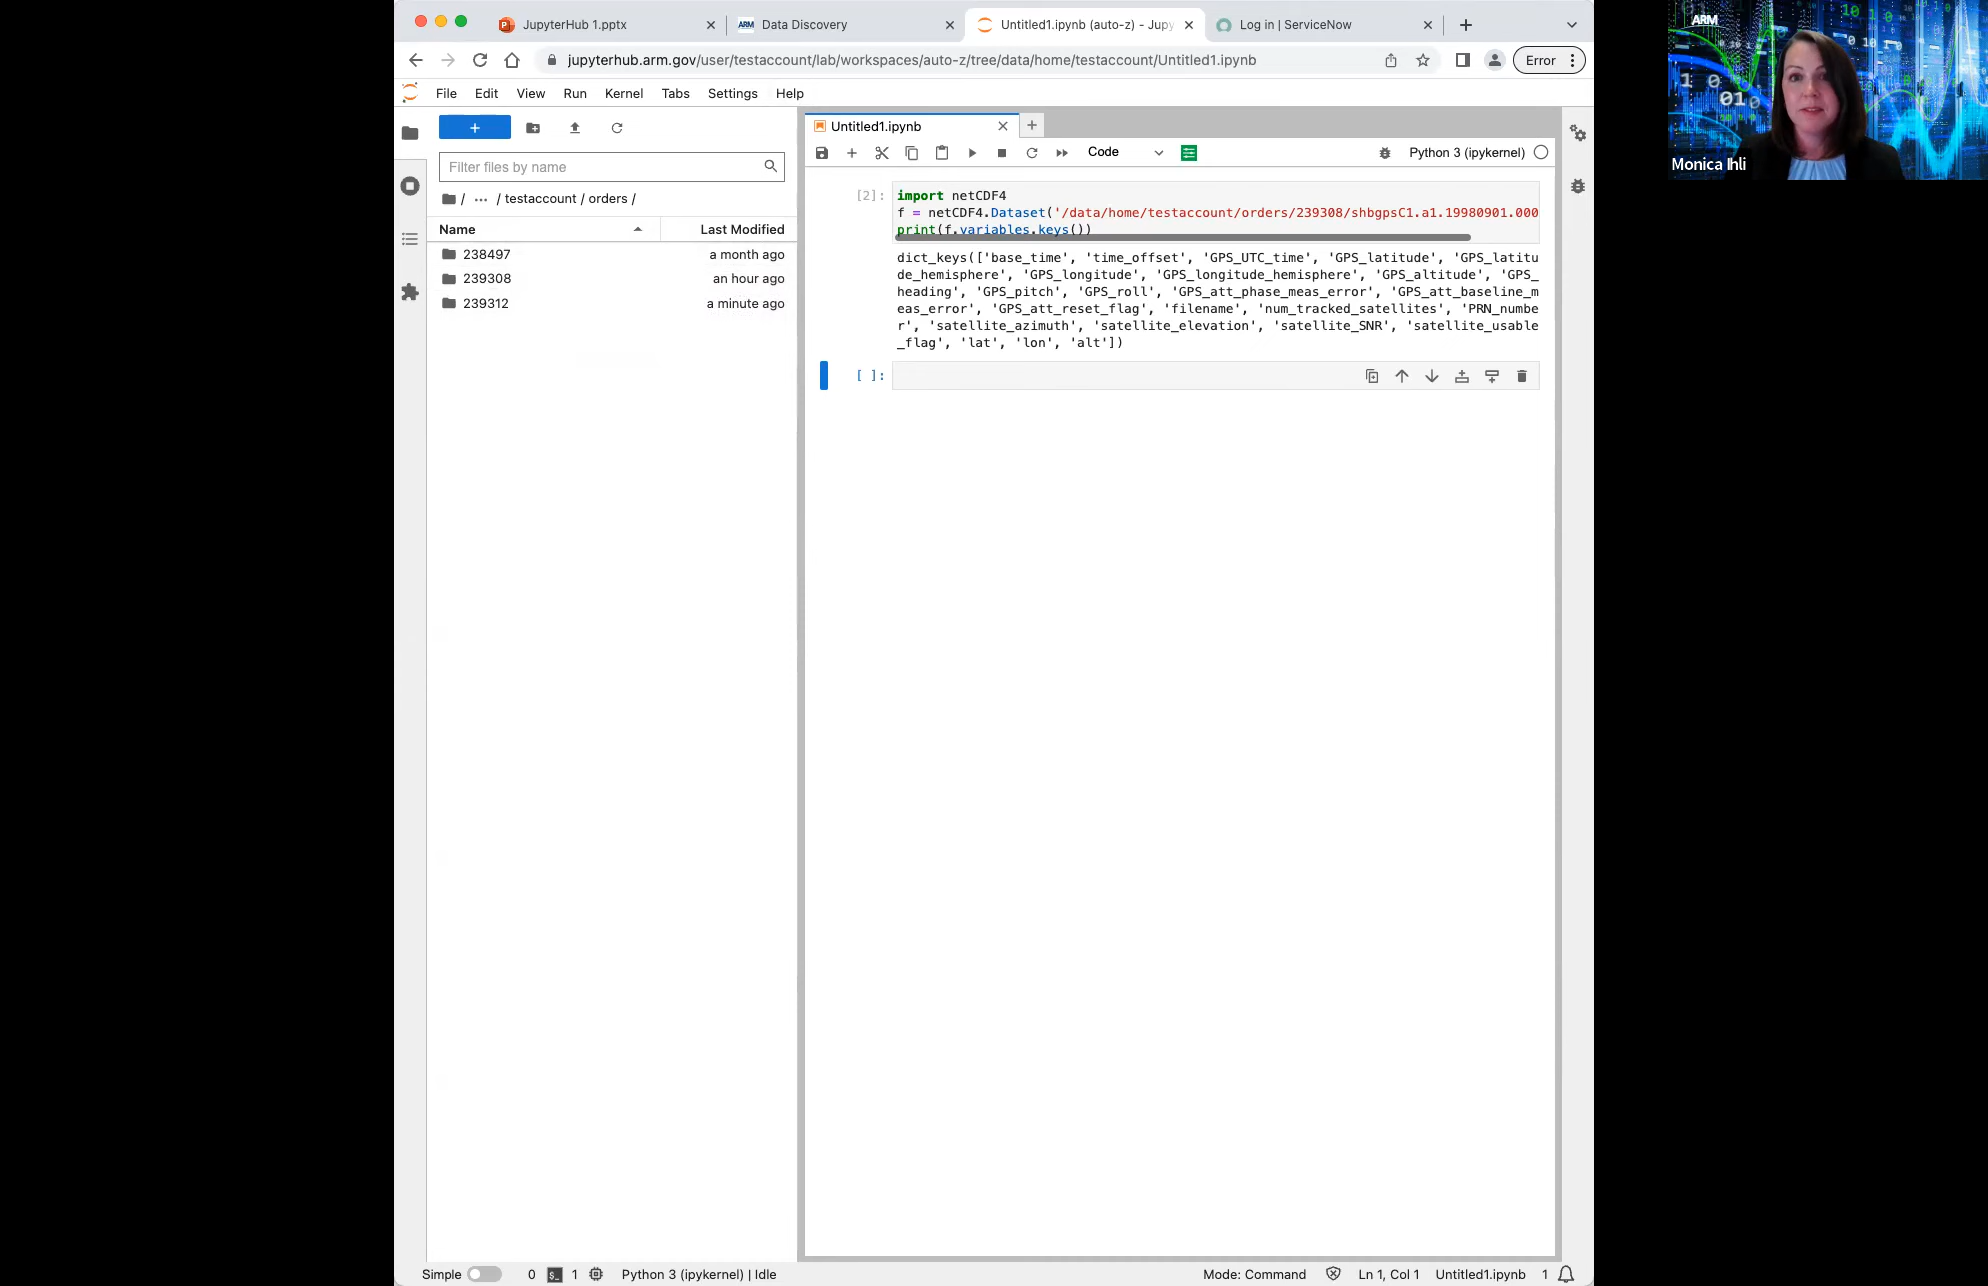 JupyterHub 1.pptx
Data Discovery
Untitled1.ipynb (auto-z) - Jupy
Log in | ServiceNow
jupyterhub.arm.gov/user/testaccount/lab/workspaces/auto-z/tree/data/home/testaccount/Untitled1.ipynb
Error
File Edit View Run Kernel Tabs Settings Help
Filter files by name
/ ... / testaccount / orders /
Name Last Modified
238497 a month ago
239308 an hour ago
239312 a minute ago
Untitled1.ipynb
Code
Python 3 (ipykernel)
[2]:
import netCDF4
f = netCDF4.Dataset('/data/home/testaccount/orders/239308/shbgpsC1.a1.19980901.000
print(f.variables.keys())
dict_keys(['base_time', 'time_offset', 'GPS_UTC_time', 'GPS_latitude', 'GPS_latitu
de_hemisphere', 'GPS_longitude', 'GPS_longitude_hemisphere', 'GPS_altitude', 'GPS_
heading', 'GPS_pitch', 'GPS_roll', 'GPS_att_phase_meas_error', 'GPS_att_baseline_m
eas_error', 'GPS_att_reset_flag', 'filename', 'num_tracked_satellites', 'PRN_numbe
r', 'satellite_azimuth', 'satellite_elevation', 'satellite_SNR', 'satellite_usable
_flag', 'lat', 'lon', 'alt'])
[ ]:
Simple 0 1 Python 3 (ipykernel) | Idle
Mode: Command Ln 1, Col 1 Untitled1.ipynb 1
ARM
Monica Ihli